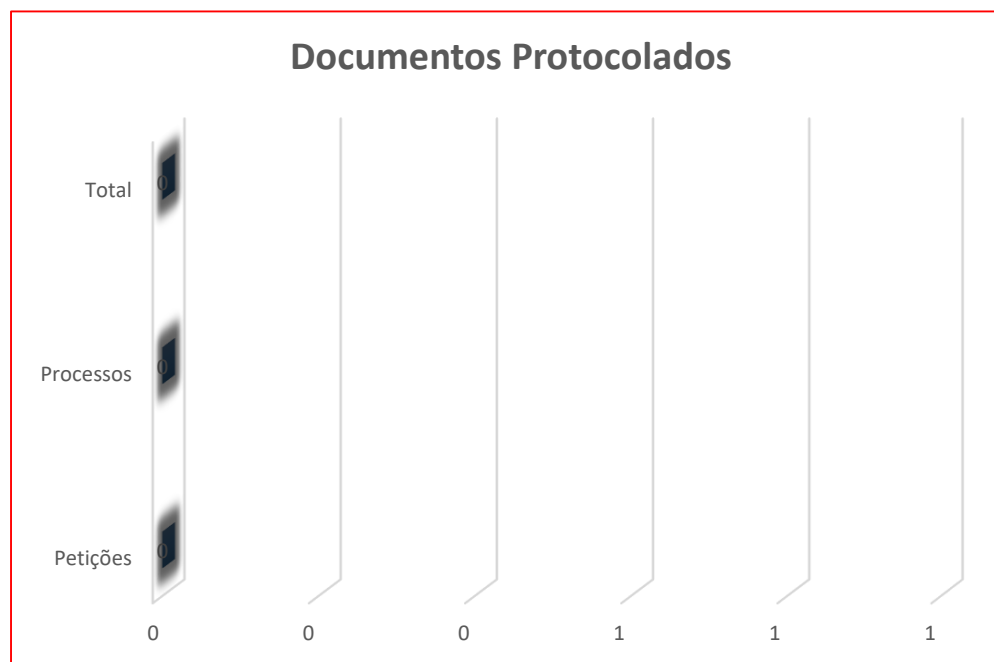 Documentos Protocolados
Total
0
Processos
0
Petições
0
0 0 0 1 1 1